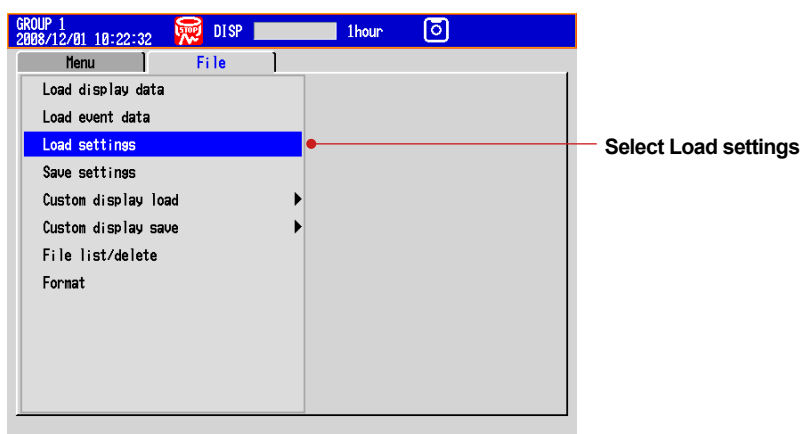 GROUP 1
2008/12/01 10:22:32 STOP DISP 1hour
Menu File
Load display data
Load event data
Load settings
Select Load settings
Save settings
Custom display load
Custom display save
File list/delete
Format